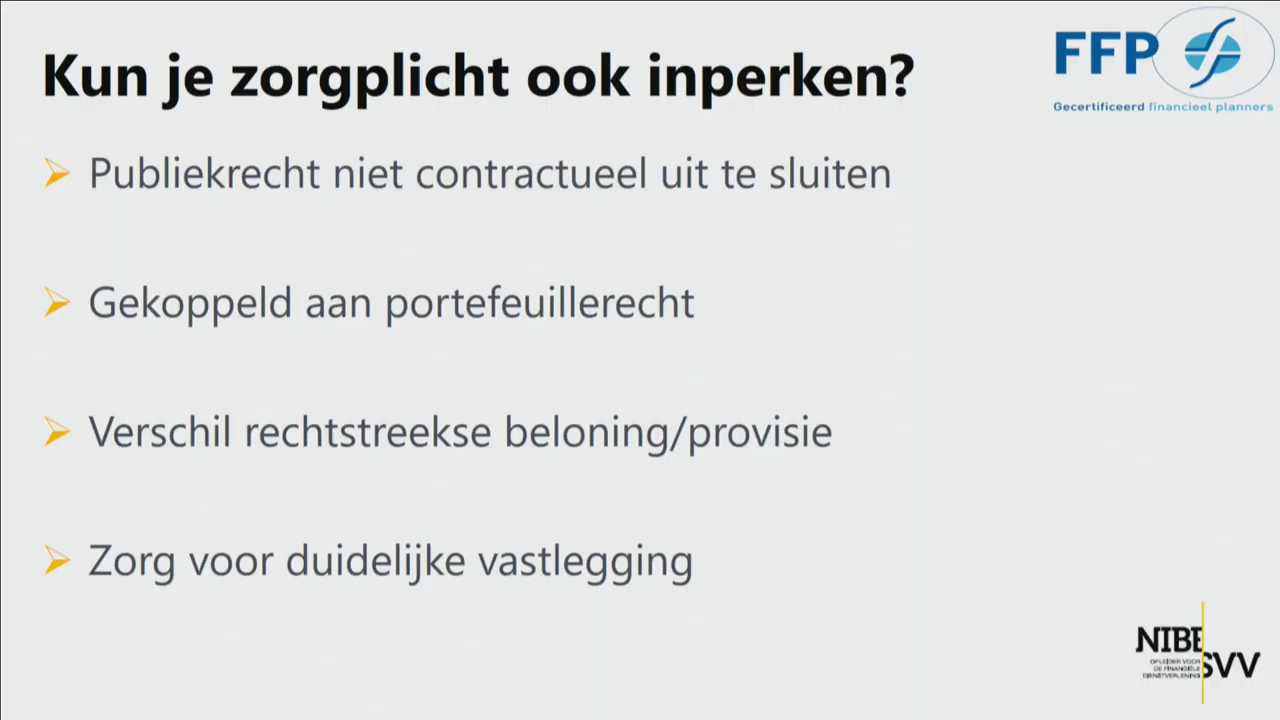 Kun je zorgplicht ook inperken?
FFP
Gecertificeerd financieel planners
Publiekrecht niet contractueel uit te sluiten
Gekoppeld aan portefeuillerecht
Verschil rechtstreekse beloning/provisie
Zorg voor duidelijke vastlegging
NIBE
SVV
OPLEIDER VOOR
DE FINANCIËLE
DIENSTVERLENING